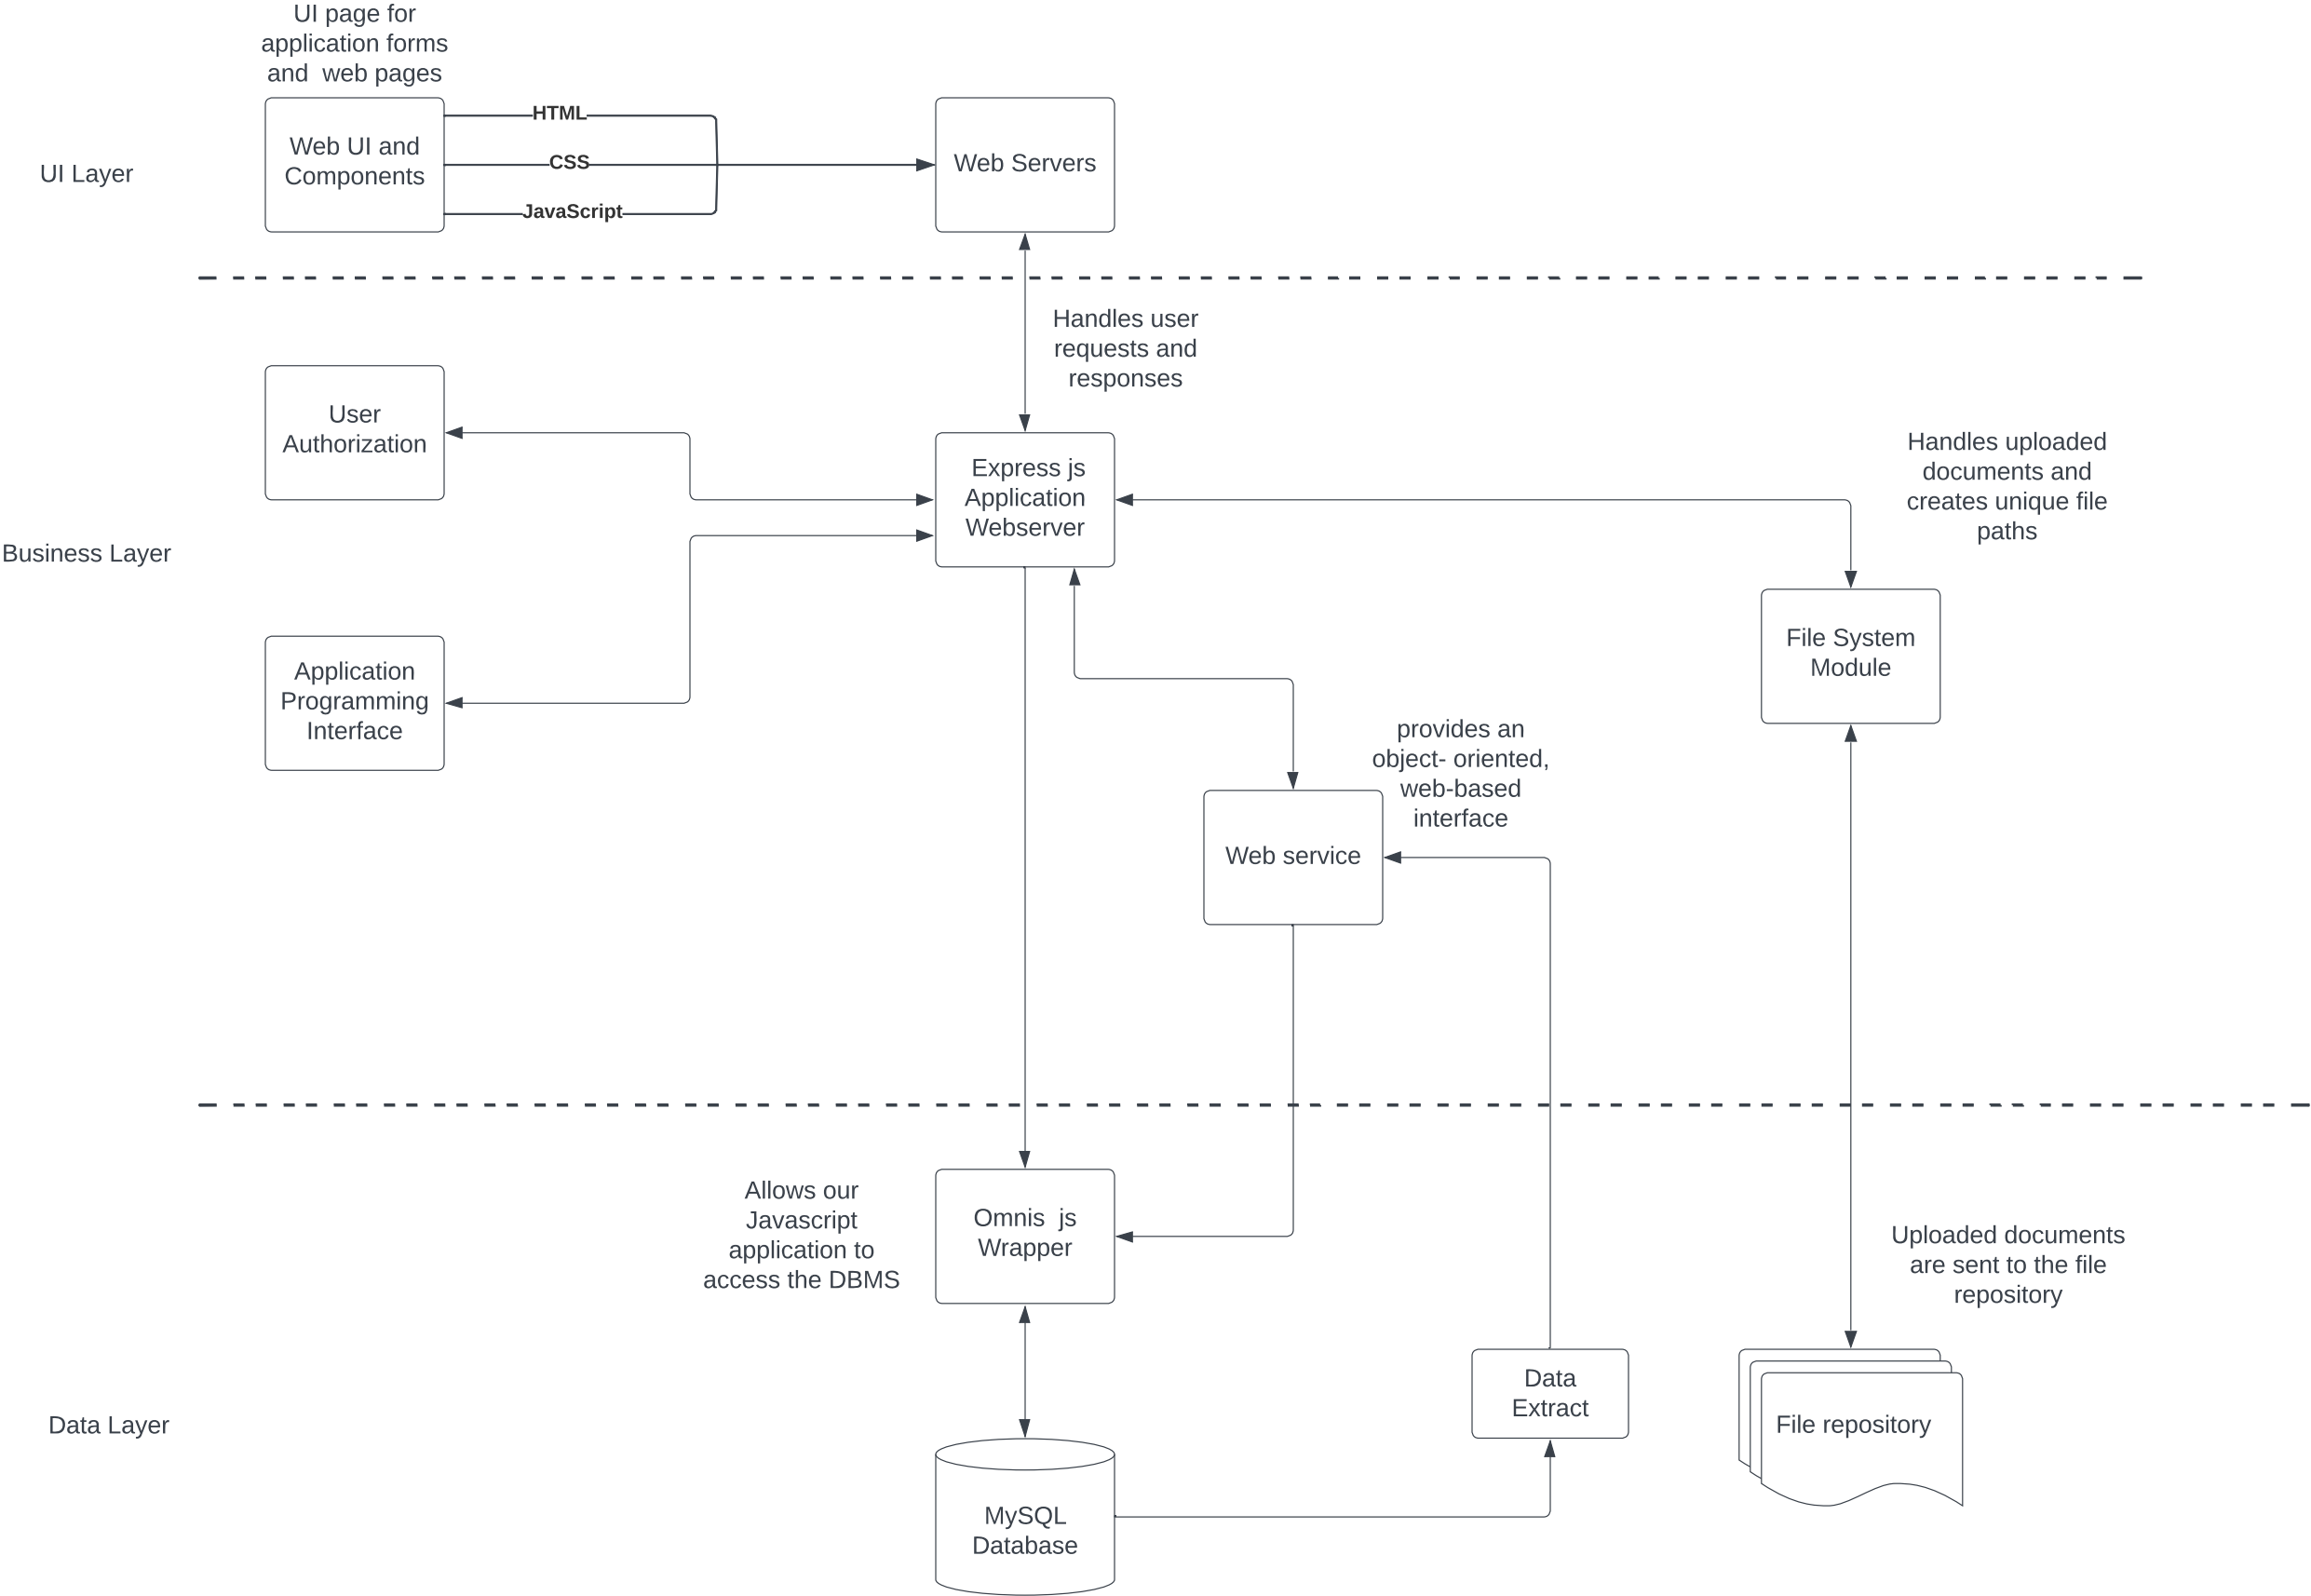 UI page for
application forms
and  web pages
HTML
Web UI and
Components
CSS
Web Servers
UI Layer
JavaScript
Handles user
requests and
responses
User
Authorization
Express js
Application
Webserver
Handles uploaded
documents and
creates unique file
paths
Business Layer
File System
Module
Application
Programming
Interface
provides an
object- oriented,
web-based
interface
Web service
Allows our
Javascript
application to
access the DBMS
Omnis  js
Wrapper
Uploaded documents
are sent to the file
repository
Data
Extract
File repository
Data Layer
MySQL
Database